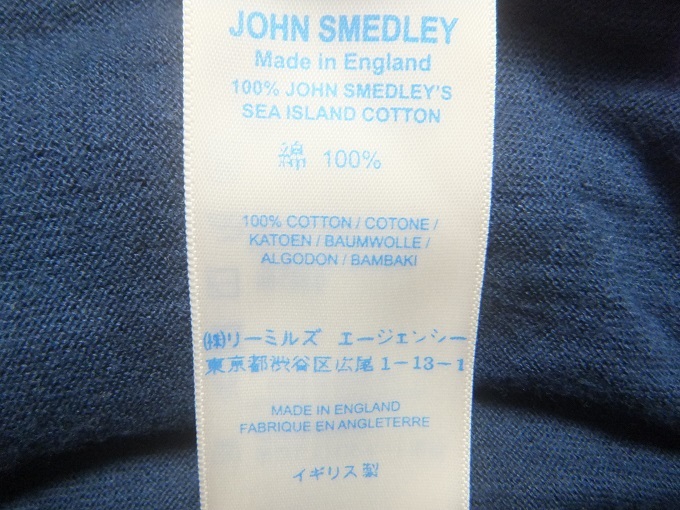 JOHN SMEDLEY
Made in England
100% JOHN SMEDLEY'S
SEA ISLAND COTTON
綿 100%
100% COTTON / COTONE /
KATOEN / BAUMWOLLE /
ALGODON / BAMBAKI
㈱リーミルズ エージェンシー
東京都渋谷区広尾1-13-1
MADE IN ENGLAND
FABRIQUE EN ANGLETERRE
イギリス製